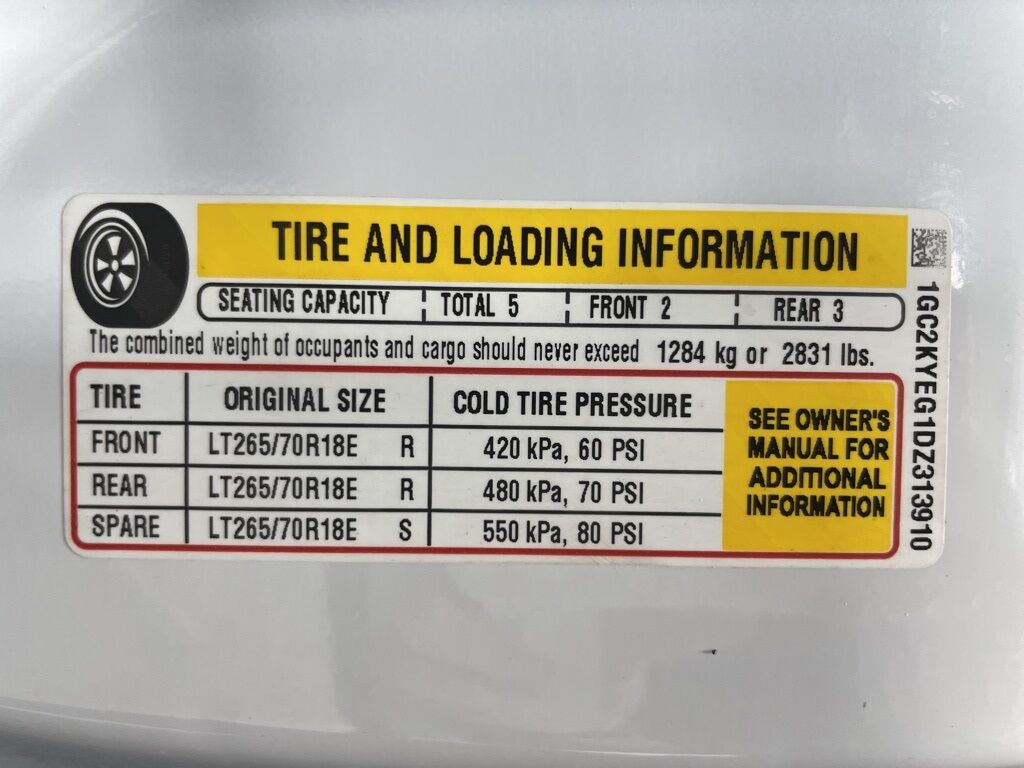 TIRE AND LOADING INFORMATION
SEATING CAPACITY TOTAL 5 FRONT 2 REAR 3
The combined weight of occupants and cargo should never exceed 1284 kg or 2831 lbs.
TIRE ORIGINAL SIZE COLD TIRE PRESSURE
FRONT LT265/70R18E R 420 kPa, 60 PSI
REAR LT265/70R18E R 480 kPa, 70 PSI
SPARE LT265/70R18E S 550 kPa, 80 PSI
SEE OWNER'S
MANUAL FOR
ADDITIONAL
INFORMATION
1GC2KYEG1DZ313910